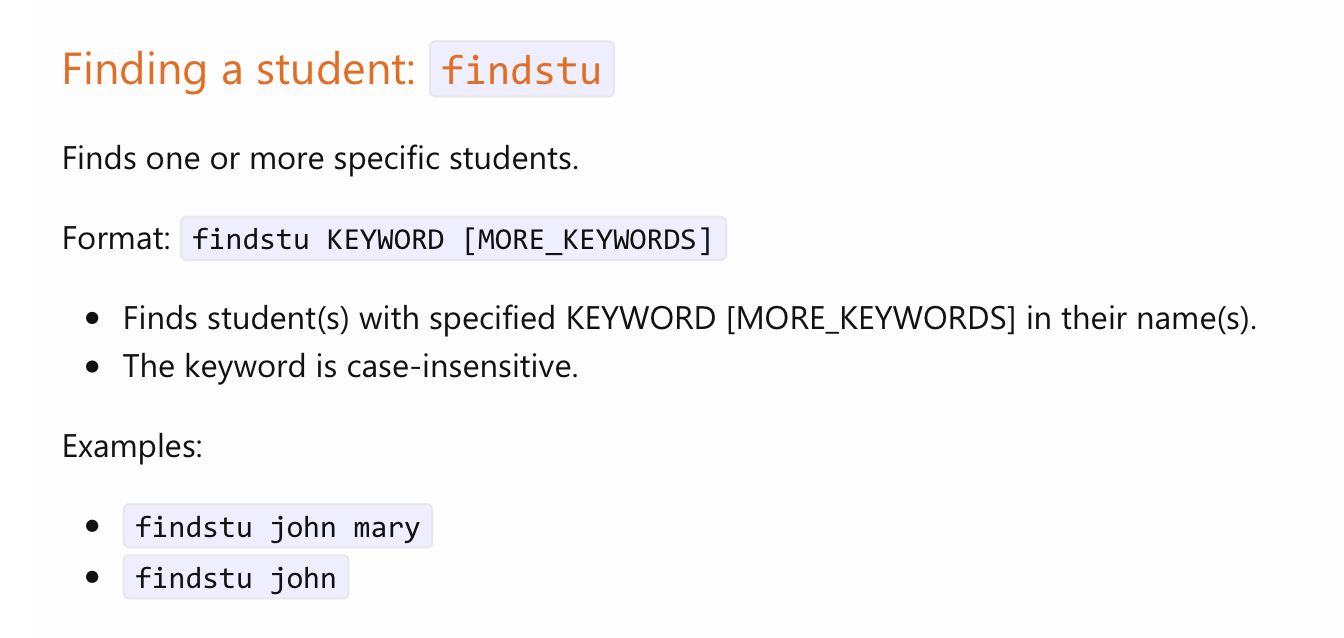 Finding a student: findstu
Finds one or more specific students.
Format: findstu KEYWORD [MORE_KEYWORDS]
• Finds student(s) with specified KEYWORD [MORE_KEYWORDS] in their name(s).
• The keyword is case-insensitive.
Examples:
• findstu john mary
• findstu john